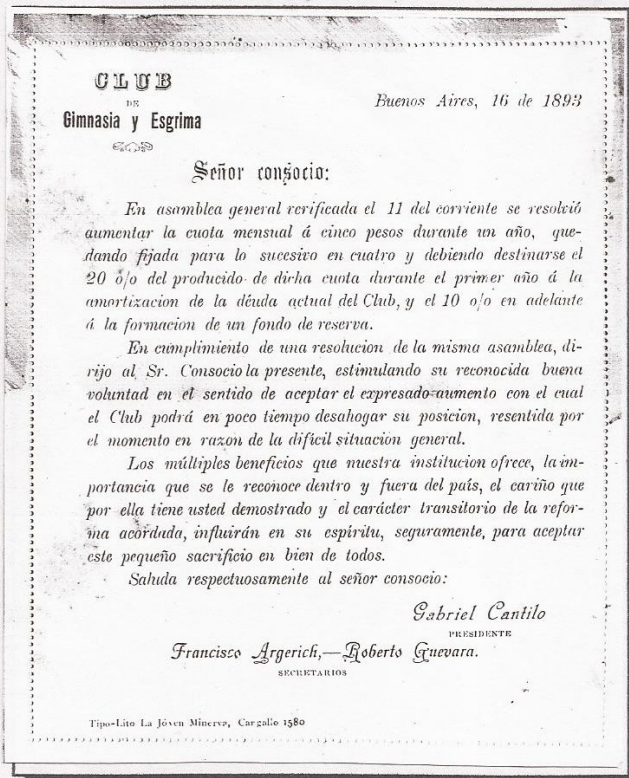 CLUB
DE
Gimnasia y Esgrima
Buenos Aires, 16 de 1893
Señor consocio:
En asamblea general verificada el 11 del corriente se resolvió
aumentar la cuota mensual á cinco pesos durante un año, que-
dando fijada para lo sucesivo en cuatro y debiendo destinarse el
20 o/o del producido de dicha cuota durante el primer año á la
amortizacion de la déuda actual del Club, y el 10 o/o en adelante
á la formacion de un fondo de reserva.
En cumplimiento de una resolucion de la misma asamblea, di-
rijo al Sr. Consocio la presente, estimulando su reconocida buena
voluntad en el sentido de aceptar el expresado aumento con el cual
el Club podrá en poco tiempo desahogar su posicion, resentida por
el momento en razon de la difícil situación general.
Los múltiples beneficios que nuestra institucion ofrece, la im-
portancia que se le reconoce dentro y fuera del país, el cariño que
por ella tiene usted demostrado y el carácter transitorio de la refor-
ma acordada, influirán en su espíritu, seguramente, para aceptar
este pequeño sacrificio en bien de todos.
Saluda respectuosamente al señor consocio:
Gabriel Cantilo
PRESIDENTE
Francisco Argerich,—Roberto Guevara.
SECRETARIOS
Tipo-Lito La Jóven Minerva, Cangallo 1580